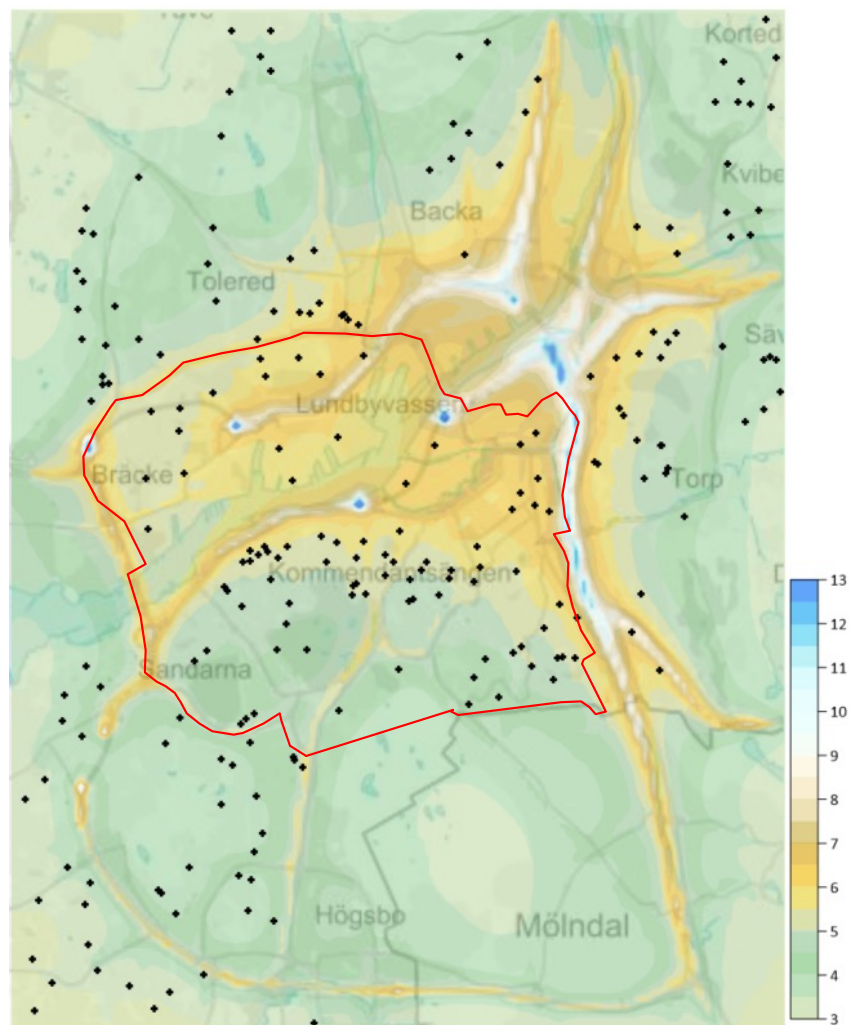 Korted
Kvibe
Backa
Tolered
Säv
Lundbyvassen
Bräcke
Torp
Kommendantsängen
Sandarna
Högsbo
Mölndal
13
12
11
10
9
8
7
6
5
4
3